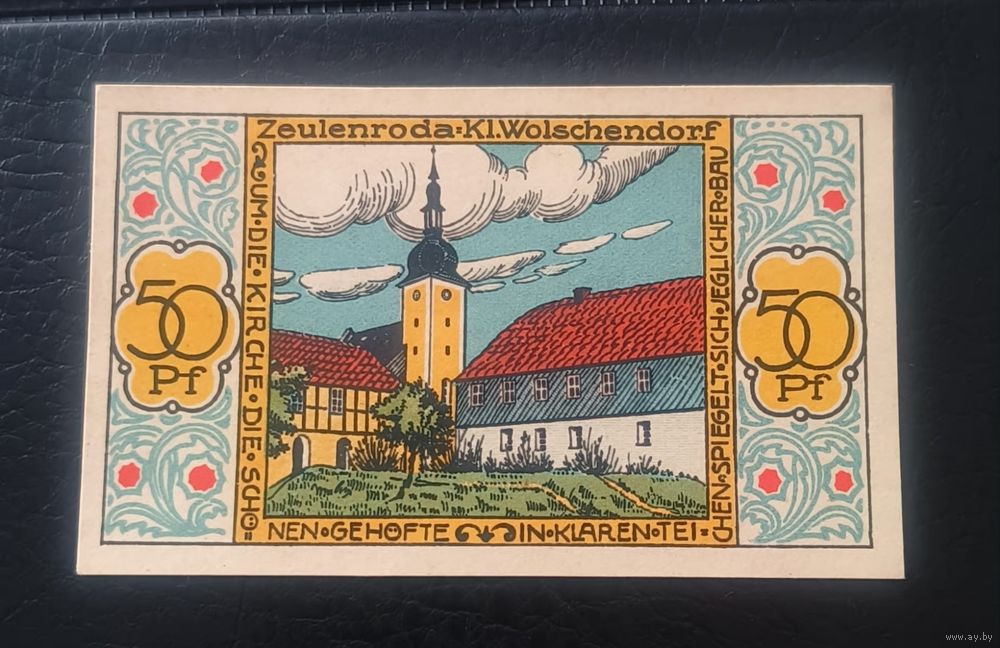 Zeulenroda=Kl.Wolschendorf
UM·DIE·KIRCHE·DIE·SCHÖ=
NEN·GEHÖFTE
IN·KLAREN·TEI=
CHEN·SPIEGELT·SICH·JEGLICHER·BAU
50
Pf
50
Pf
www.ay.by